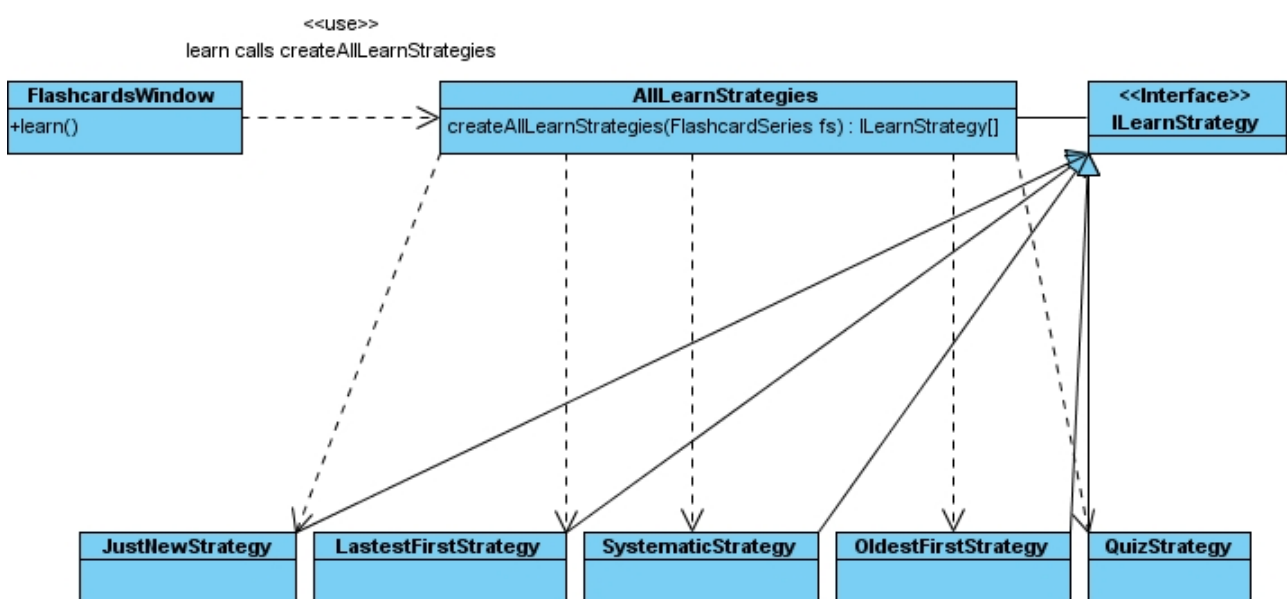 <<use>>
learn calls createAllLearnStrategies
FlashcardsWindow
+learn()
AllLearnStrategies
createAllLearnStrategies(FlashcardSeries fs) : ILearnStrategy[]
<<Interface>>
ILearnStrategy
JustNewStrategy
LastestFirstStrategy
SystematicStrategy
OldestFirstStrategy
QuizStrategy